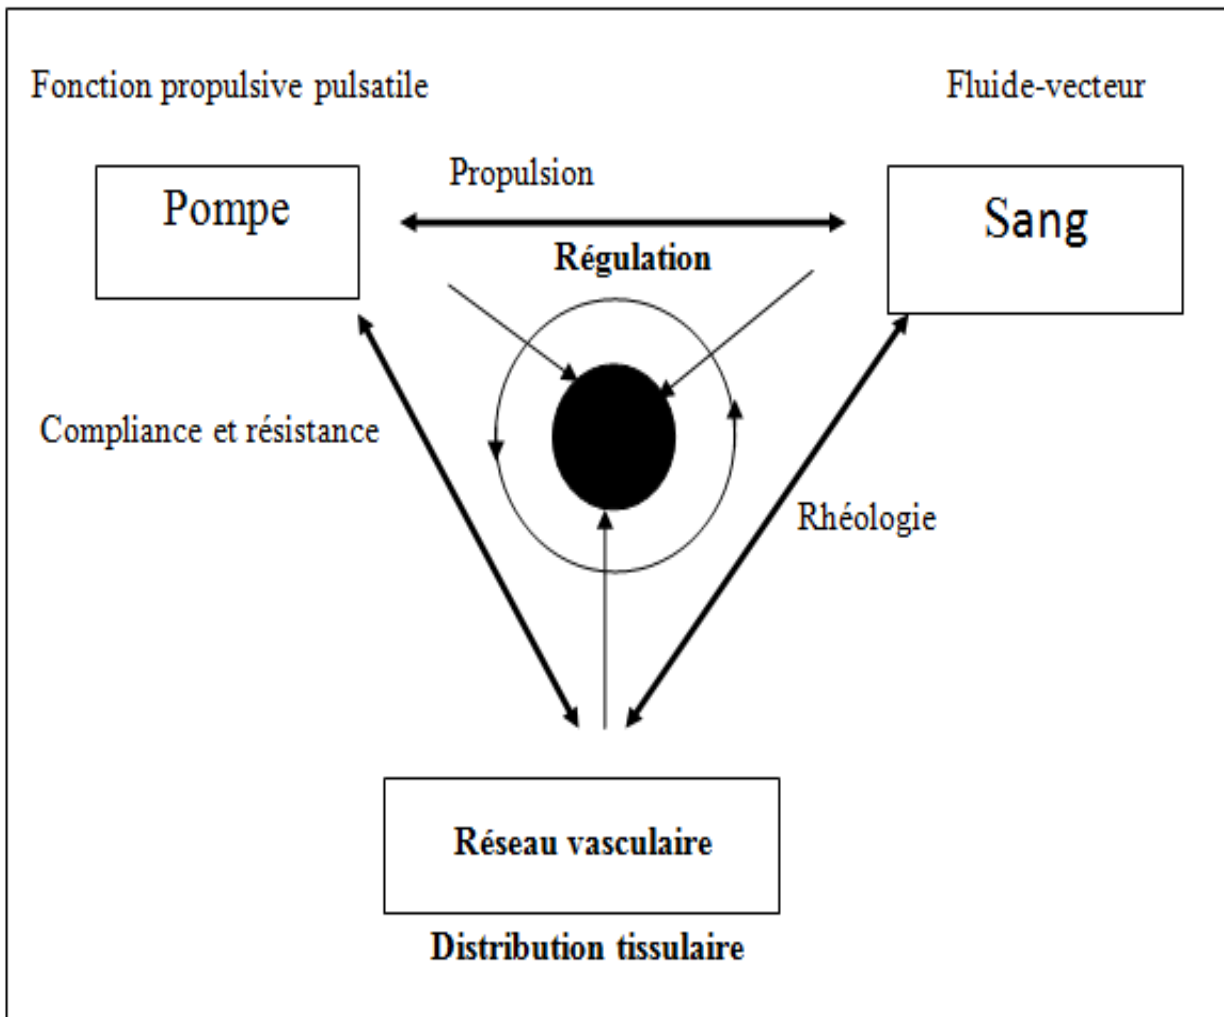 Fonction propulsive pulsatile
Fluide-vecteur
Propulsion
Pompe
Sang
Régulation
Compliance et résistance
Rhéologie
Réseau vasculaire
Distribution tissulaire